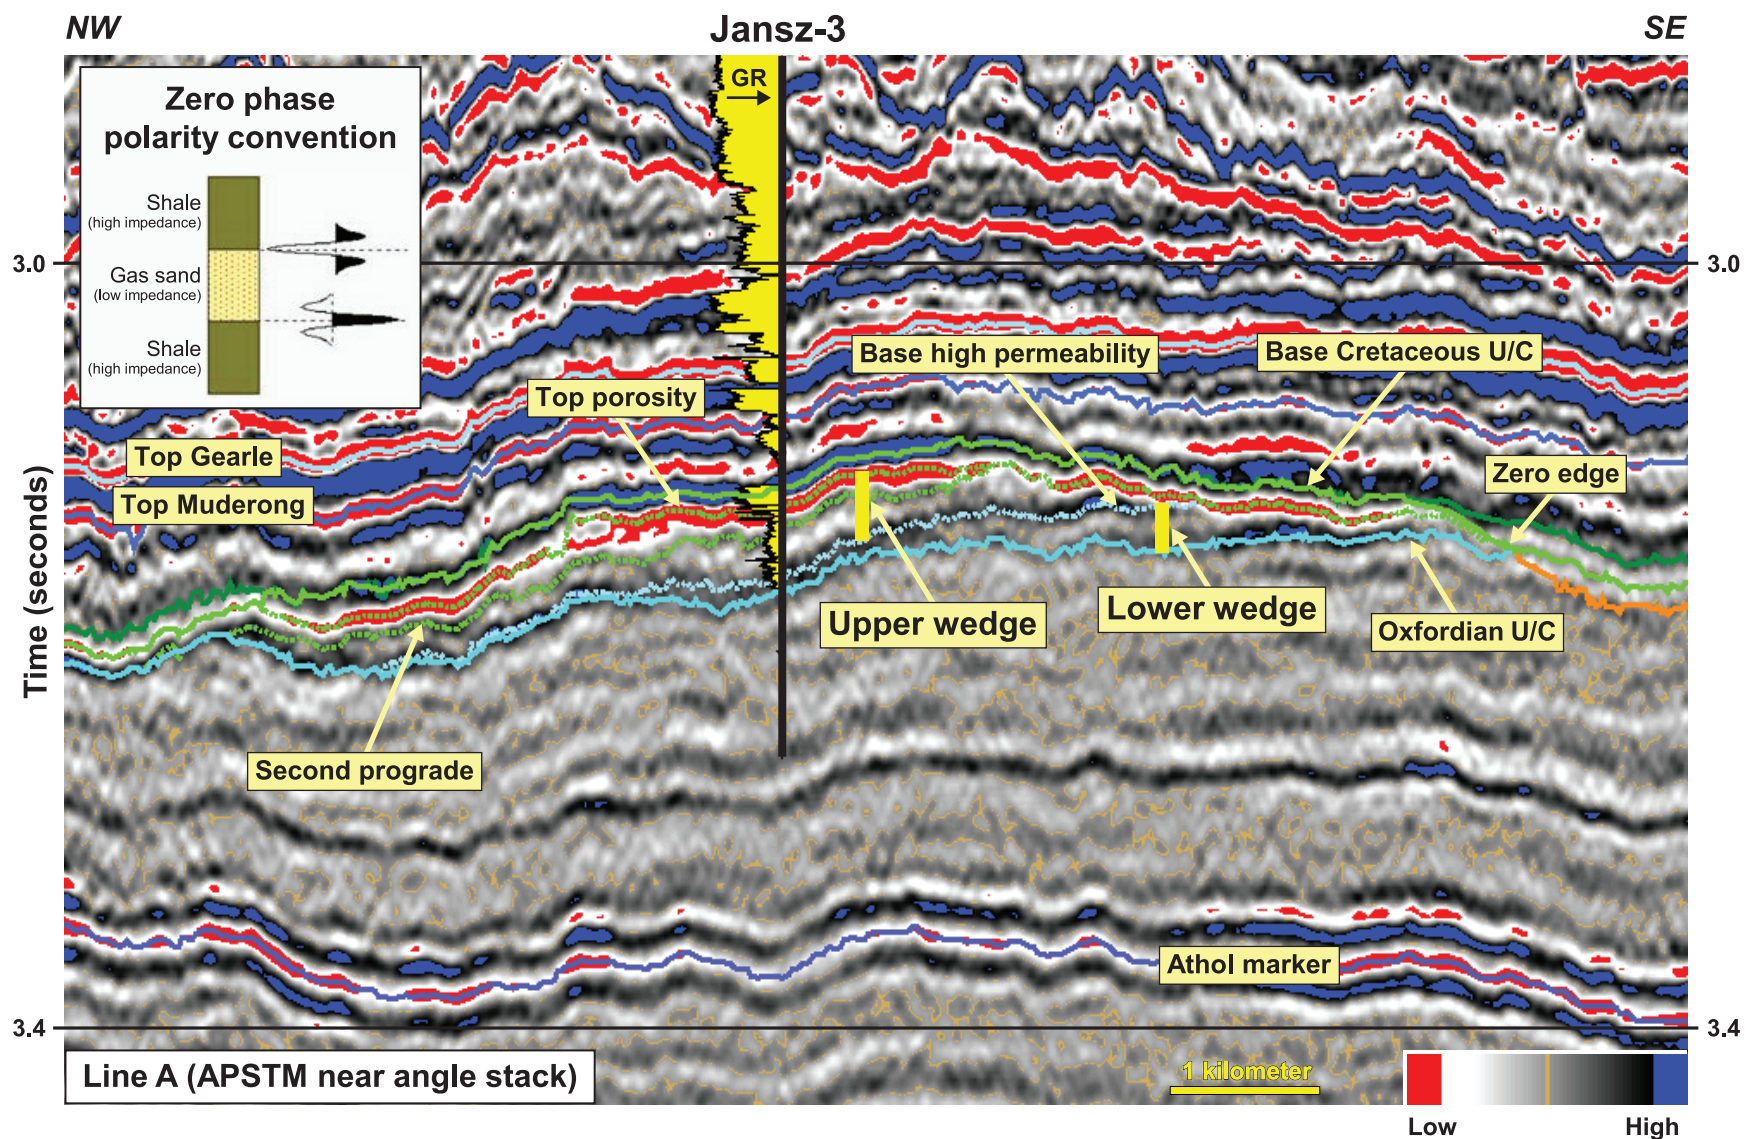 NW
Jansz-3
SE
GR
Zero phase
polarity convention
Shale
(high impedance)
Gas sand
(low impedance)
Shale
(high impedance)
3.0
3.0
Base high permeability
Base Cretaceous U/C
Top porosity
Top Gearle
Zero edge
Top Muderong
Time (seconds)
Upper wedge
Lower wedge
Oxfordian U/C
Second prograde
Athol marker
3.4
3.4
Line A (APSTM near angle stack)
1 kilometer
Low
High